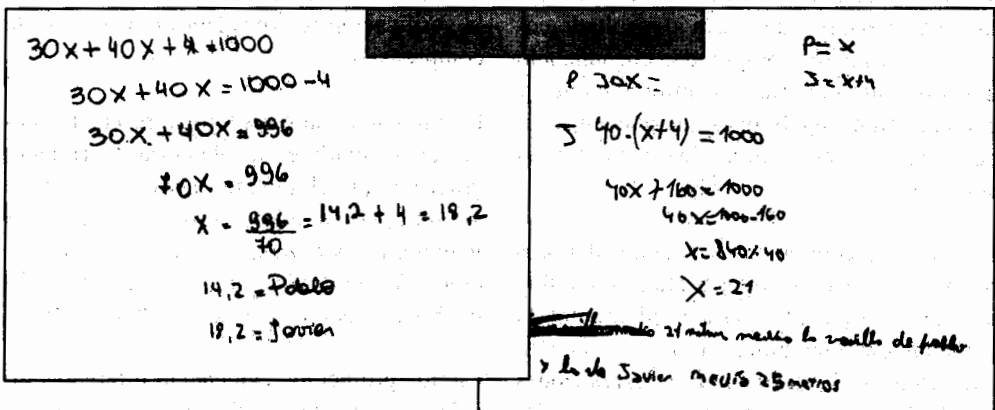 30x+40x+4=1000
30x+40x=1000-4
30x+40x=996
70x=996
x=996/70=14,2+4=18,2
14,2=Pablo
18,2=Javier
P=x
P 30x=
J=x+4
J 40·(x+4)=1000
40x+160=1000
40x=1000-160
x=840/40
x=21
21 metros medía la varilla de pablo
y la de Javier medía 25 metros